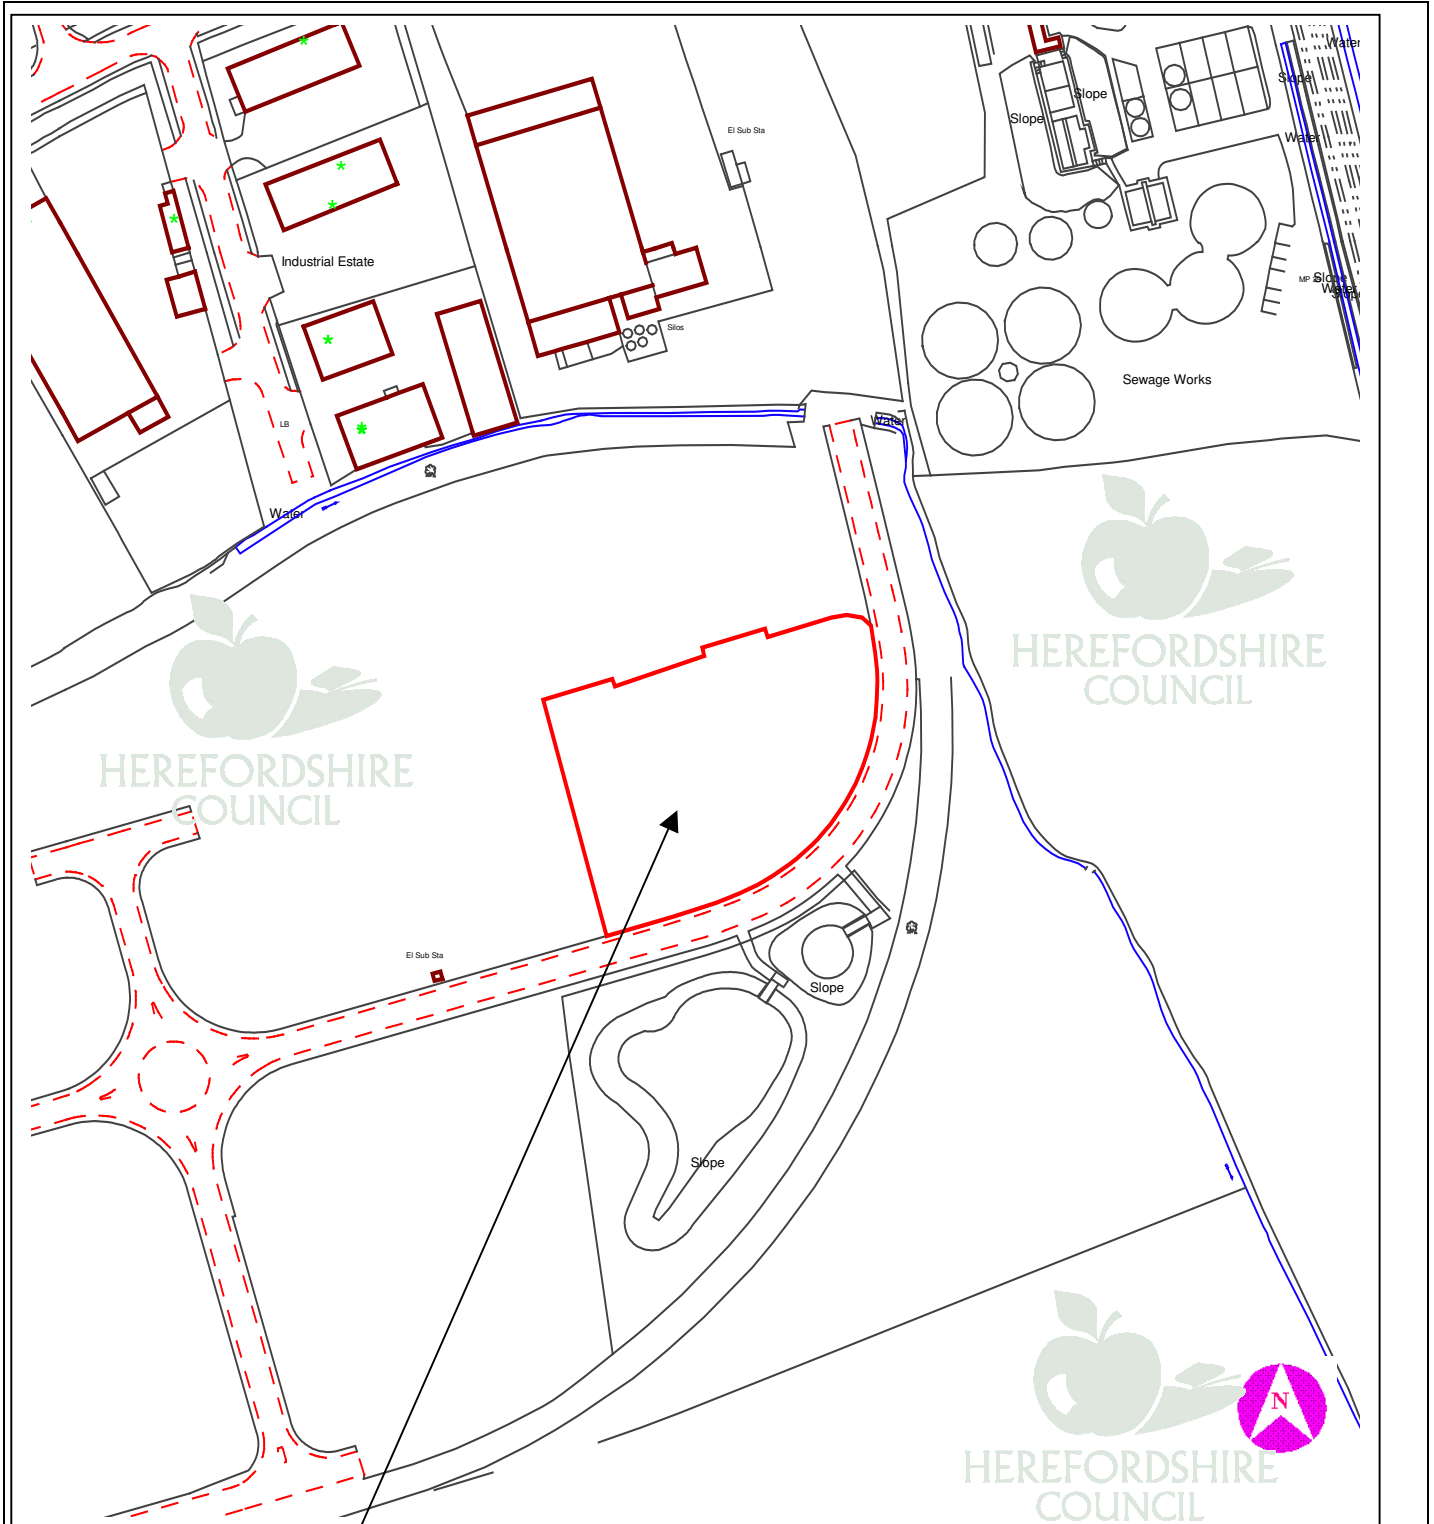 Water
Slope
Slope
Slope
El Sub Sta
Water
Industrial Estate
MP
Slope
Water
Slope
Silos
Sewage Works
LB
Water
Water
HEREFORDSHIRE
COUNCIL
HEREFORDSHIRE
COUNCIL
El Sub Sta
Slope
Slope
N
HEREFORDSHIRE
COUNCIL